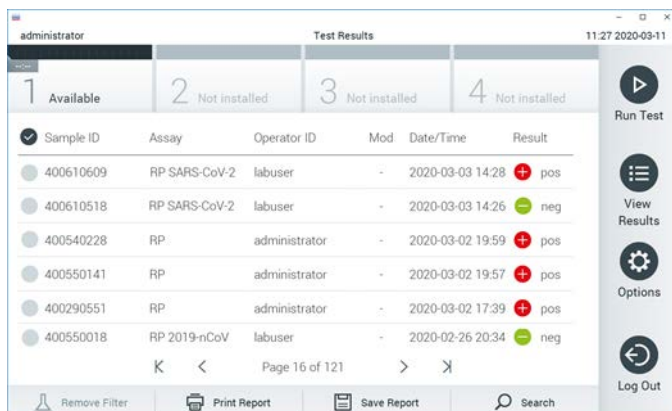 administrator Test Results 11:27 2020-03-11
1 Available 2 Not installed 3 Not installed 4 Not installed
Run Test
Sample ID Assay Operator ID Mod Date/Time Result
400610609 RP SARS-CoV-2 labuser - 2020-03-03 14:28 pos
400610518 RP SARS-CoV-2 labuser - 2020-03-03 14:26 neg
View
Results
400540228 RP administrator - 2020-03-02 19:59 pos
400550141 RP administrator - 2020-03-02 19:57 pos
Options
400290551 RP administrator - 2020-03-02 17:39 pos
400550018 RP 2019-nCoV labuser - 2020-02-26 20:34 neg
Page 16 of 121
Log Out
Remove Filter Print Report Save Report Search